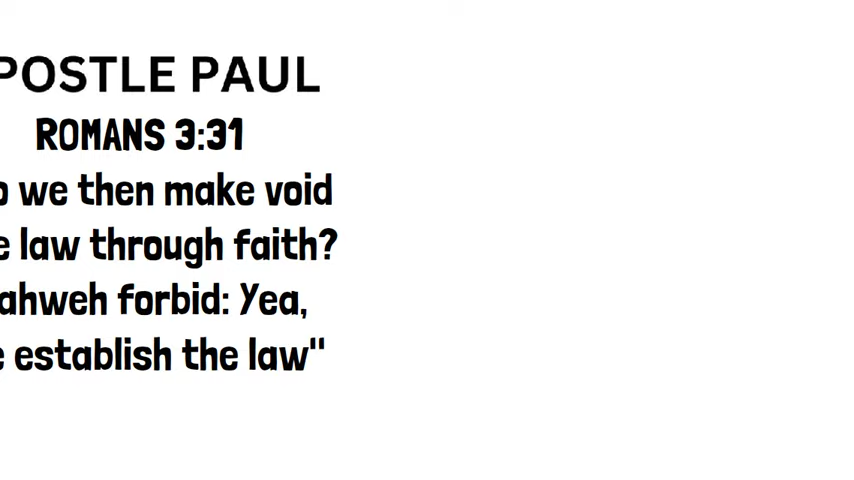 POSTLE PAUL
ROMANS 3:31
we then make void
law through faith?
ahweh forbid: Yea,
establish the law"